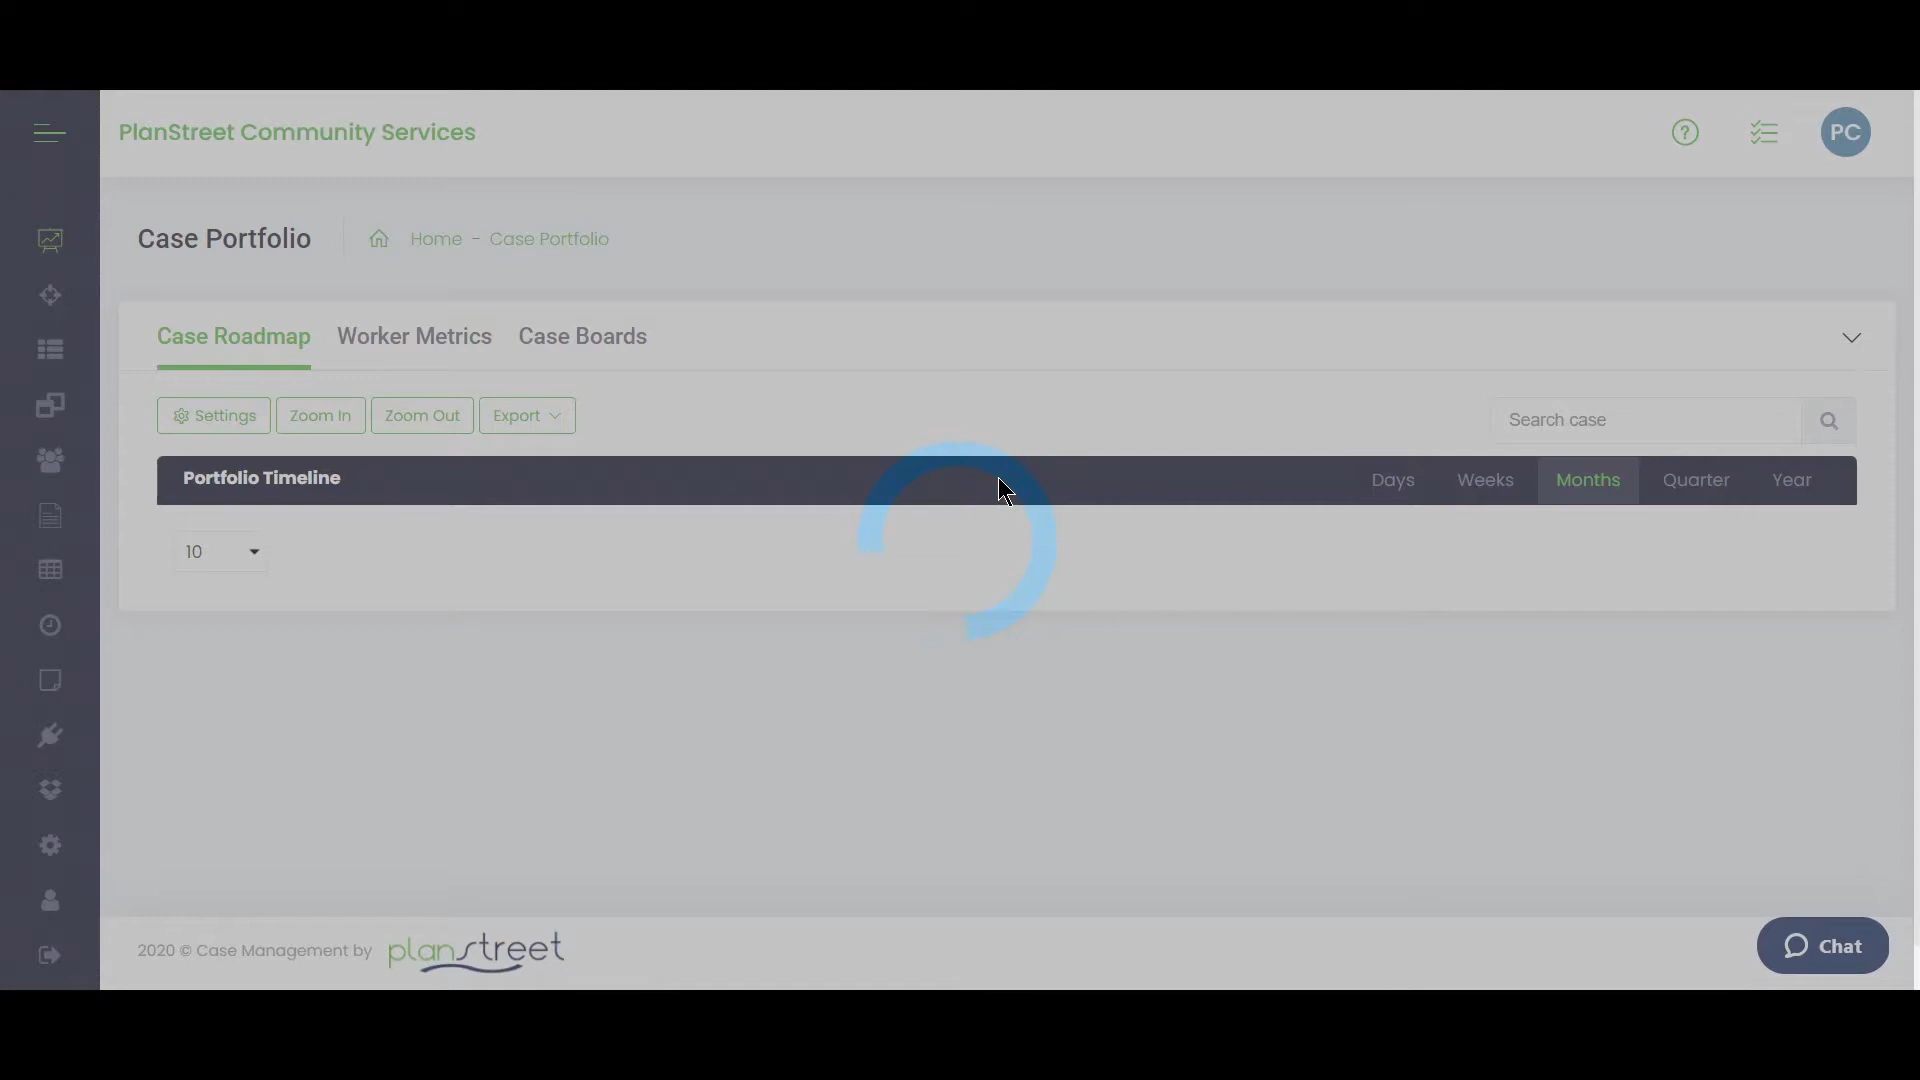 PlanStreet Community Services
?
PC
Case Portfolio
Home - Case Portfolio
Case Roadmap
Worker Metrics
Case Boards
Settings
Zoom In
Zoom Out
Export
Search case
Portfolio Timeline
Days
Weeks
Months
Quarter
Year
10
2020 © Case Management by
planstreet
Chat